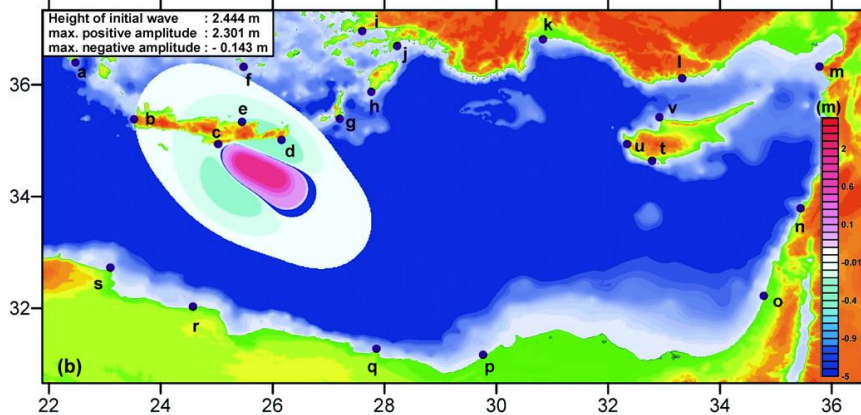 Height of initial wave : 2.444 m
max. positive amplitude : 2.301 m
max. negative amplitude : - 0.143 m
i
k
j
36
a
f
l
m
h
b
e
g
v
(m)
c
d
u
t
2
34
0.6
n
0.1
-0.01
32
s
o
-0.4
r
-0.9
(b)
q
p
-5
22
24
26
28
30
32
34
36